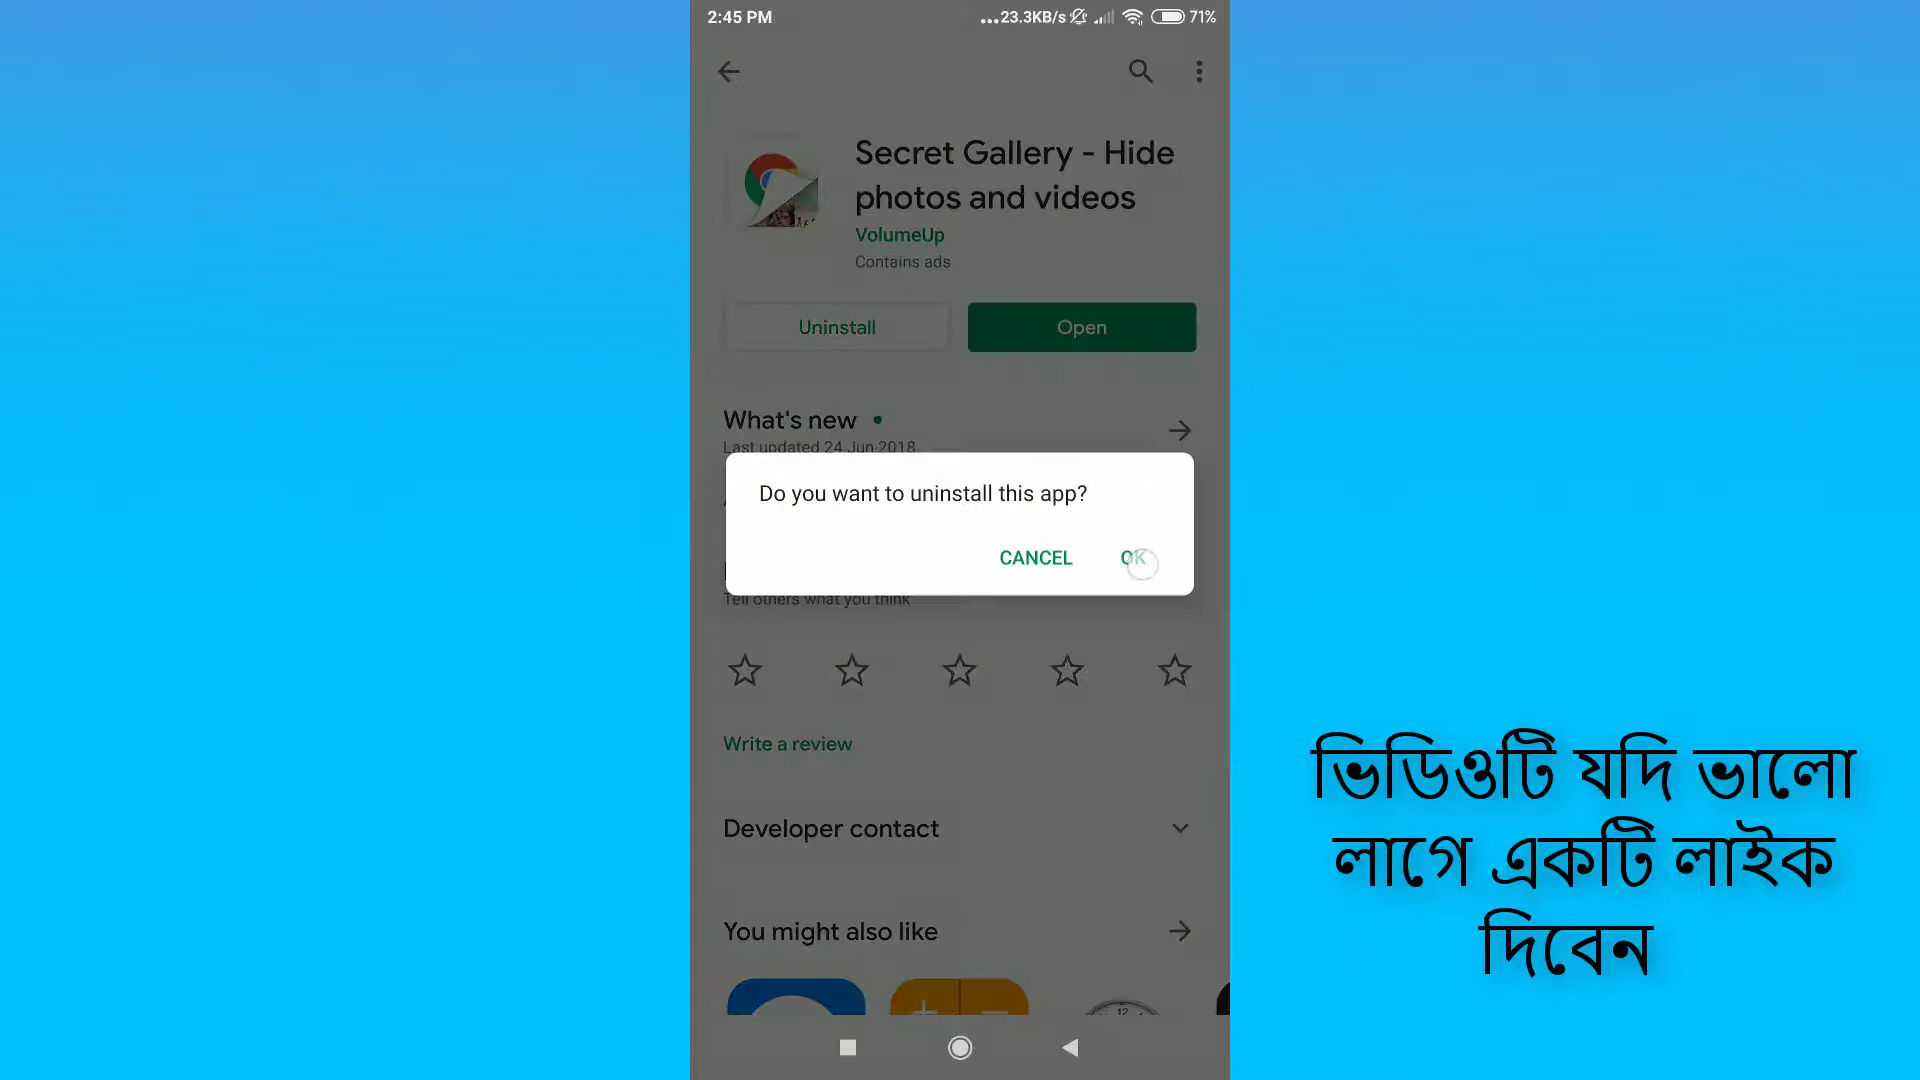 2:45 PM
...23.3KB/s 71%
Secret Gallery - Hide
photos and videos
VolumeUp
Contains ads
Uninstall Open
What's new
Last updated 24 Jun 2018
Do you want to uninstall this app?
CANCEL OK
Tell others what you think
Write a review
Developer contact
You might also like
ভিডিওটি যদি ভালো
লাগে একটি লাইক
দিবেন